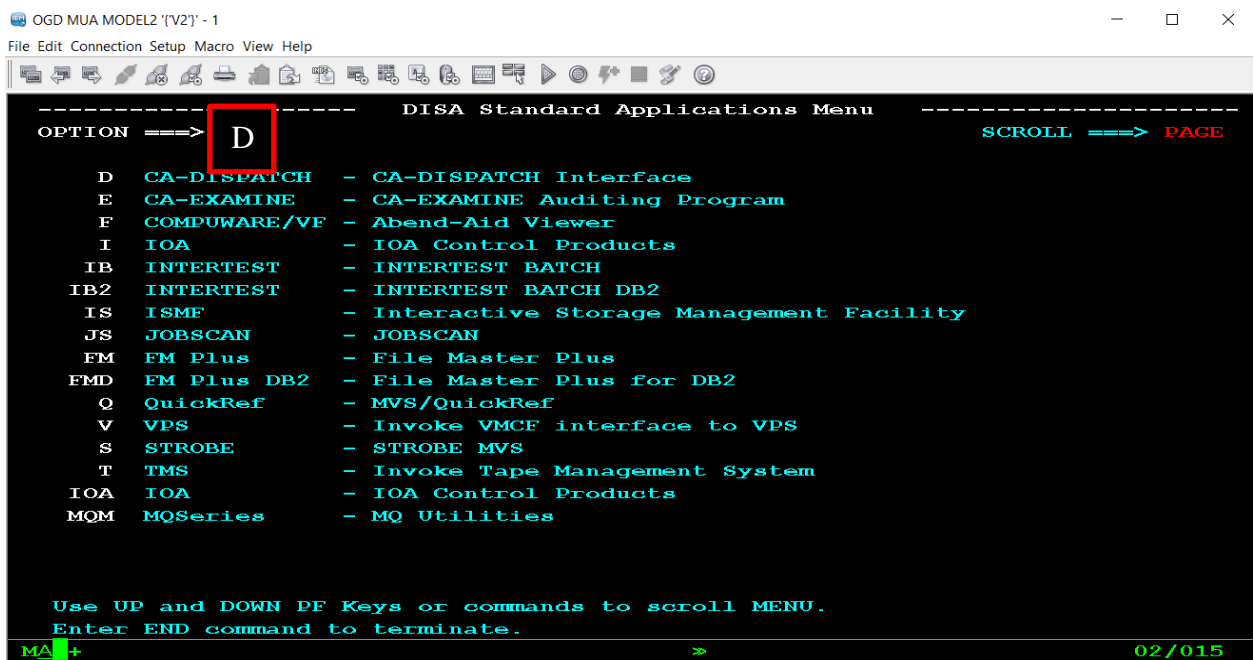 OGD MUA MODEL2 '{'V2'}' - 1
File Edit Connection Setup Macro View Help
--------------------- DISA Standard Applications Menu ---------------------
OPTION ===> D SCROLL ===> PAGE
D CA-DISPATCH - CA-DISPATCH Interface
E CA-EXAMINE - CA-EXAMINE Auditing Program
F COMPUWARE/VF - Abend-Aid Viewer
I IOA - IOA Control Products
IB INTERTEST - INTERTEST BATCH
IB2 INTERTEST - INTERTEST BATCH DB2
IS ISMF - Interactive Storage Management Facility
JS JOBSCAN - JOBSCAN
FM FM Plus - File Master Plus
FMD FM Plus DB2 - File Master Plus for DB2
Q QuickRef - MVS/QuickRef
V VPS - Invoke VMCF interface to VPS
S STROBE - STROBE MVS
T TMS - Invoke Tape Management System
IOA IOA - IOA Control Products
MQM MQSeries - MQ Utilities
Use UP and DOWN PF Keys or commands to scroll MENU.
Enter END command to terminate.
MA + » 02/015